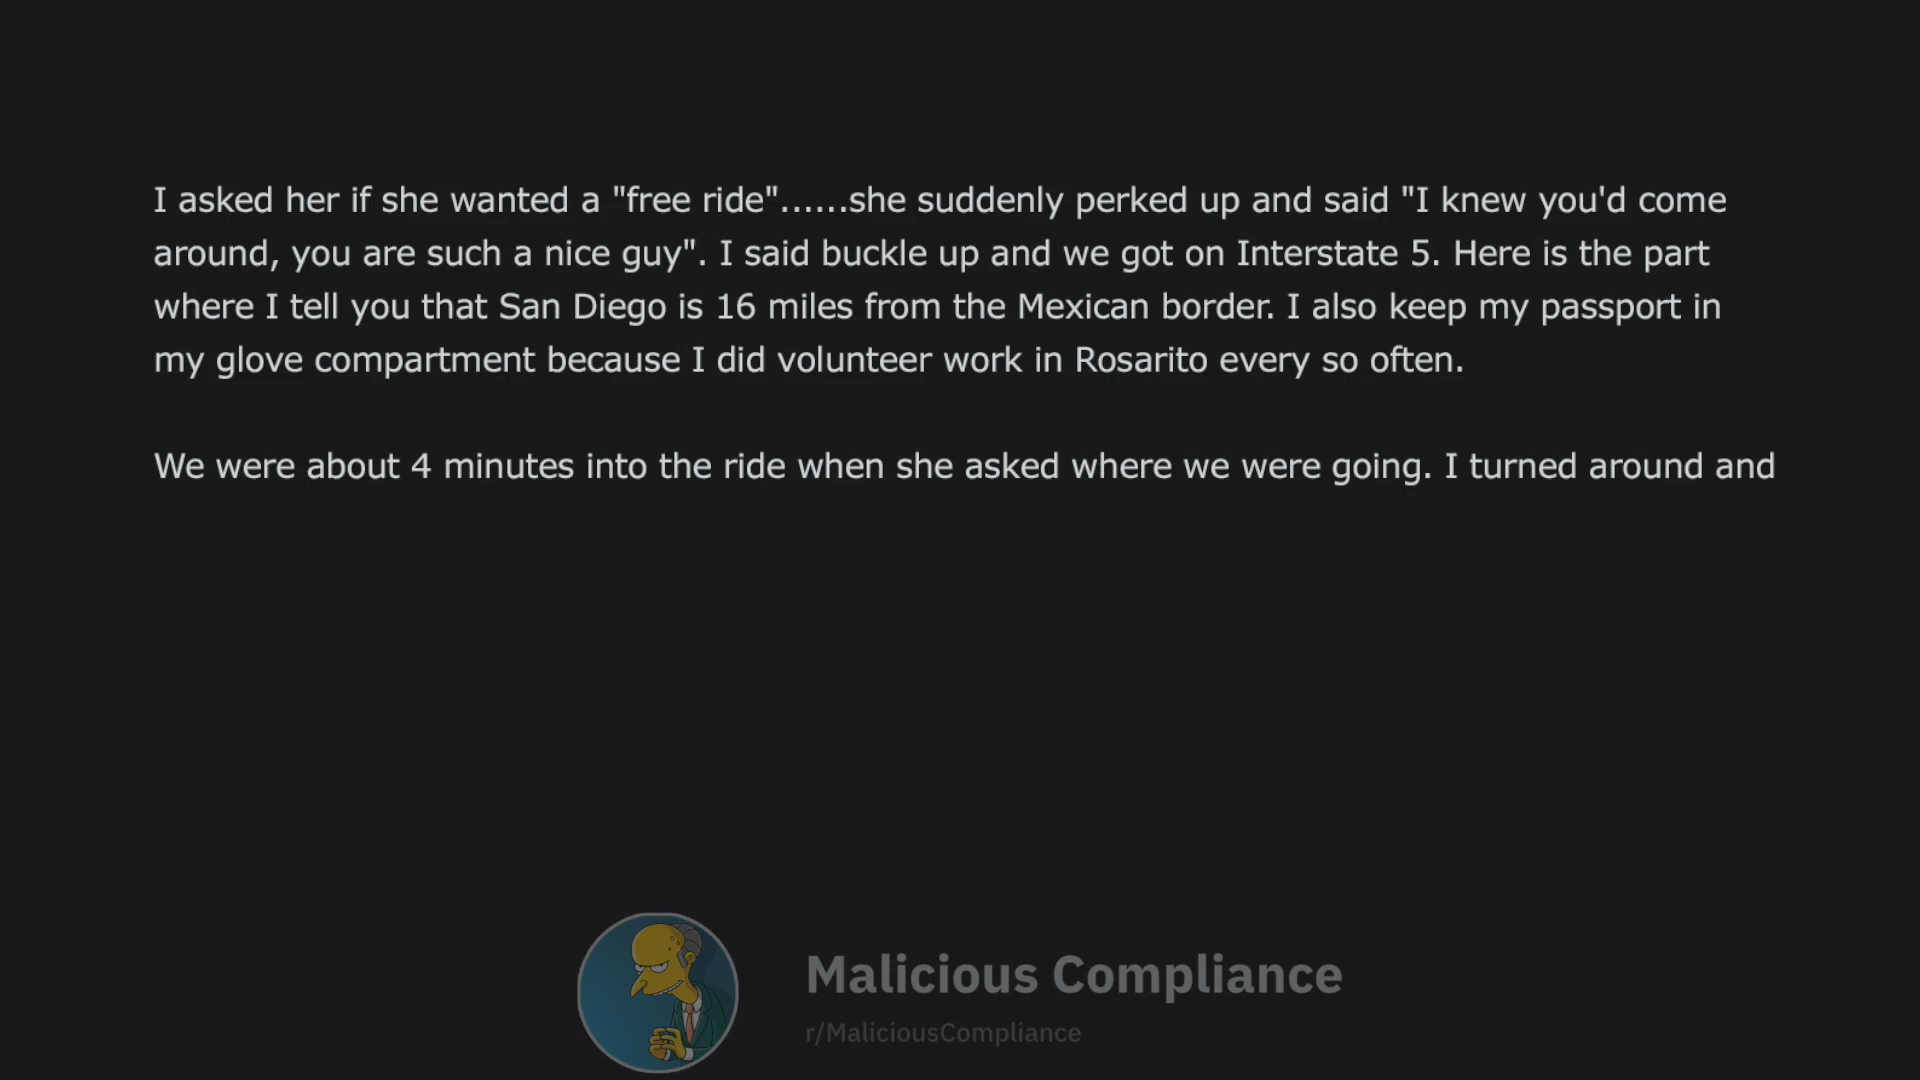 I asked her if she wanted a "free ride"......she suddenly perked up and said "I knew you'd come
around, you are such a nice guy". I said buckle up and we got on Interstate 5. Here is the part
where I tell you that San Diego is 16 miles from the Mexican border. I also keep my passport in
my glove compartment because I did volunteer work in Rosarito every so often.
We were about 4 minutes into the ride when she asked where we were going. I turned around and
Malicious Compliance
r/MaliciousCompliance